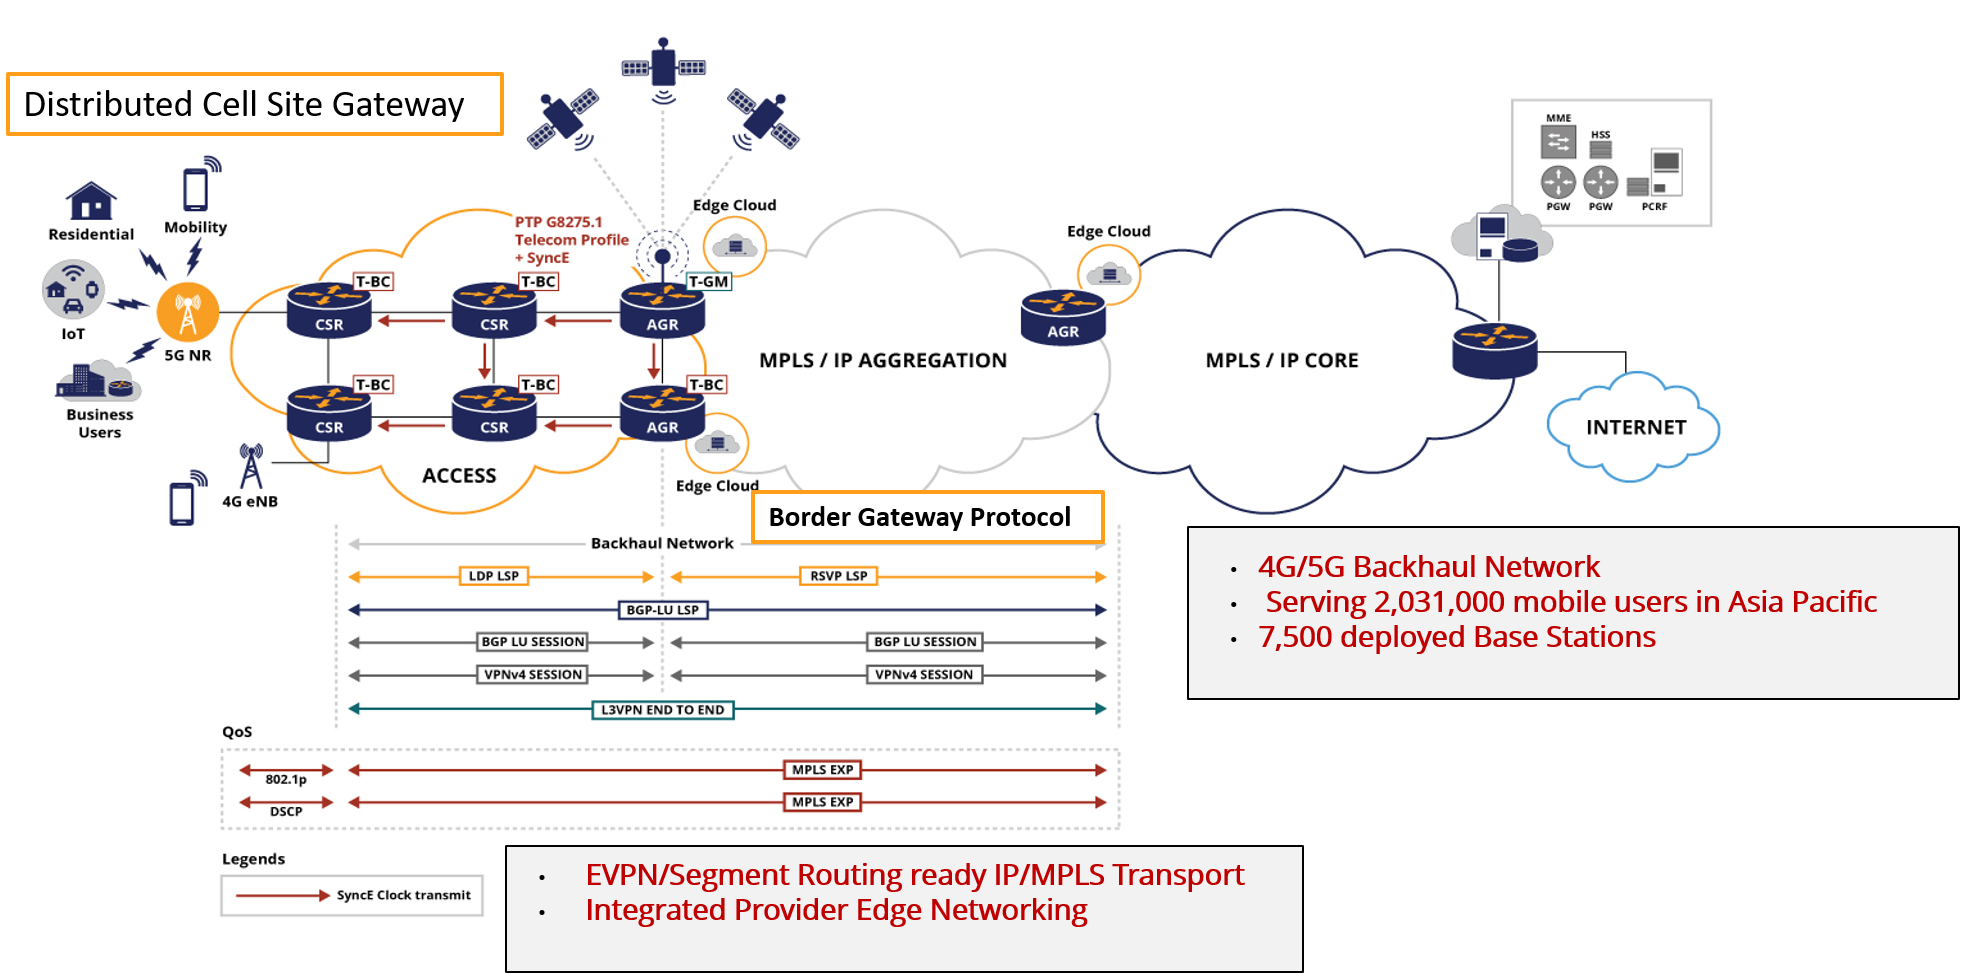 Distributed Cell Site Gateway
MME
HSS
PGW
PGW
PCRF
Residential
Mobility
IoT
5G NR
Business
Users
4G eNB
PTP G8275.1
Telecom Profile
+ SyncE
Edge Cloud
Edge Cloud
T-BC
T-BC
T-GM
CSR
CSR
AGR
AGR
MPLS / IP AGGREGATION
MPLS / IP CORE
T-BC
T-BC
T-BC
CSR
CSR
AGR
INTERNET
ACCESS
Edge Cloud
Border Gateway Protocol
Backhaul Network
LDP LSP
RSVP LSP
BGP-LU LSP
BGP LU SESSION
BGP LU SESSION
VPNv4 SESSION
VPNv4 SESSION
L3VPN END TO END
• 4G/5G Backhaul Network
• Serving 2,031,000 mobile users in Asia Pacific
• 7,500 deployed Base Stations
QoS
802.1p
MPLS EXP
DSCP
MPLS EXP
Legends
SyncE Clock transmit
• EVPN/Segment Routing ready IP/MPLS Transport
• Integrated Provider Edge Networking